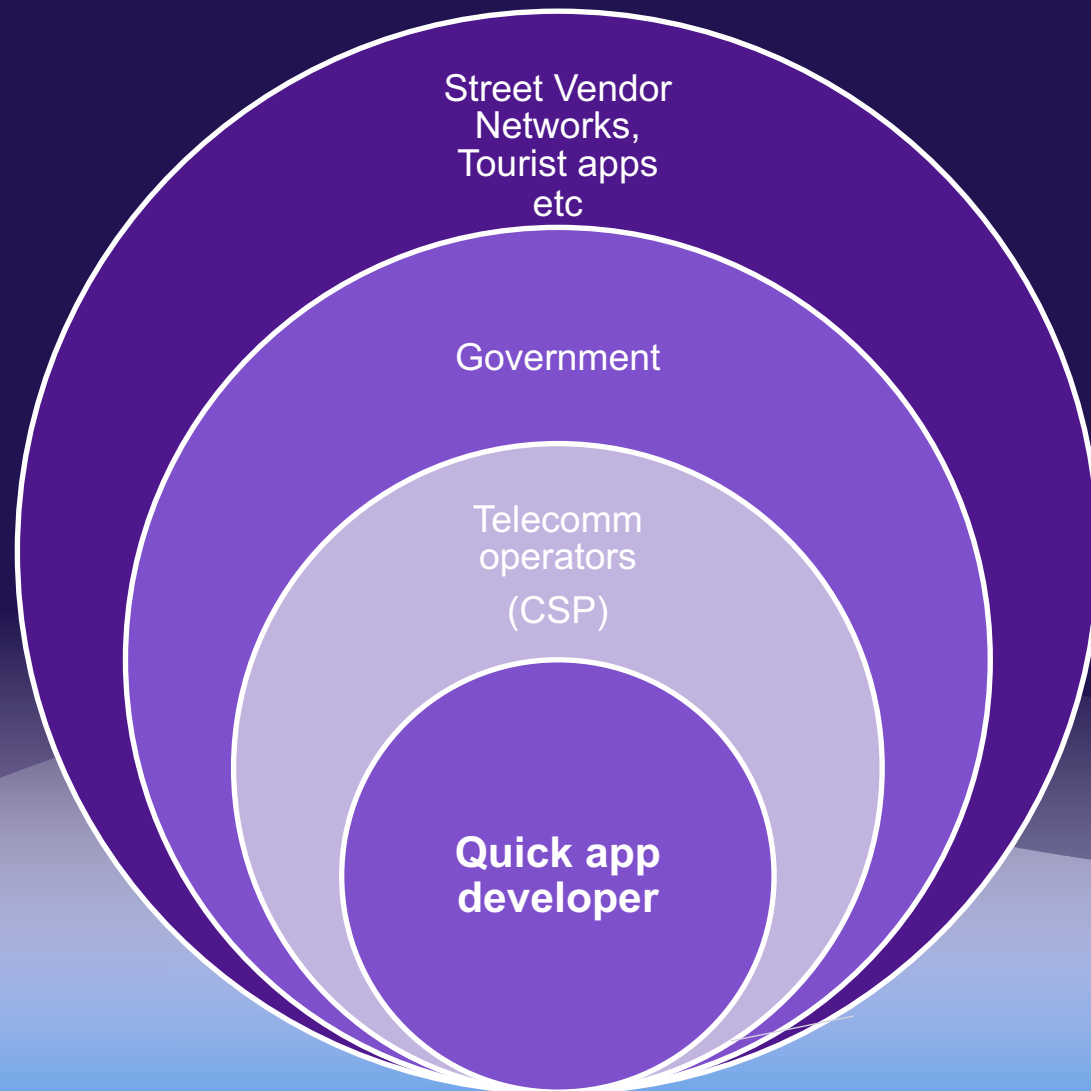 Street Vendor
Networks,
Tourist apps
etc
Government
Telecomm
operators
(CSP)
Quick app
developer